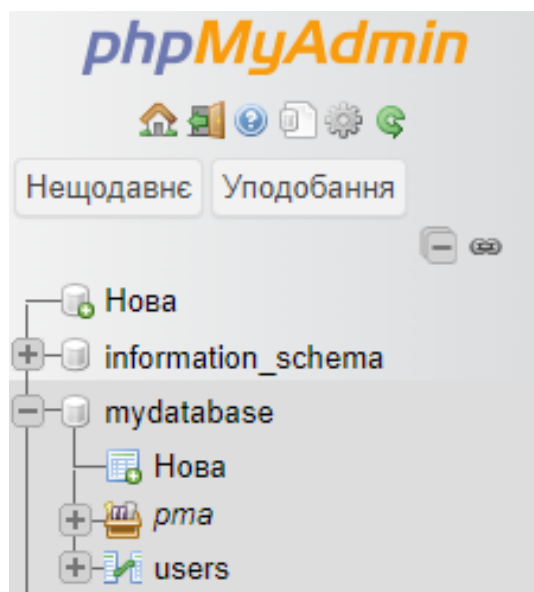 phpMyAdmin
Нещодавнє Уподобання
Нова
information_schema
mydatabase
Нова
pma
users